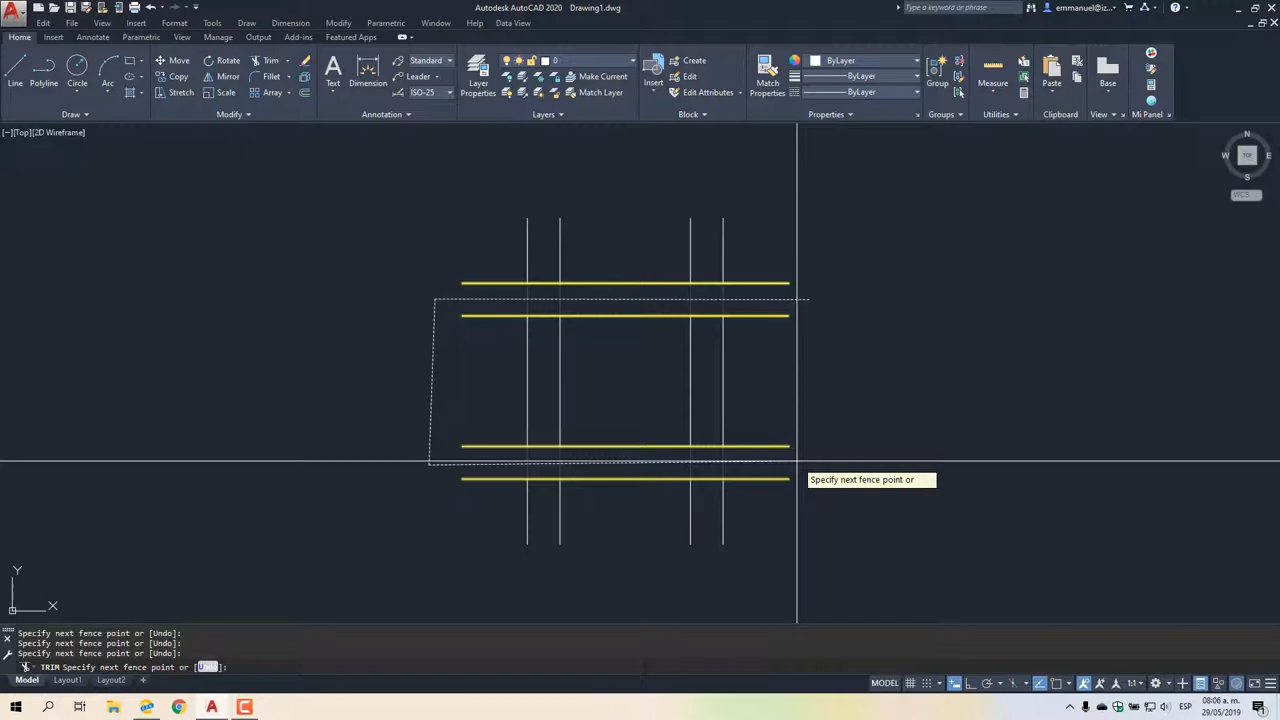 Autodesk AutoCAD 2020 Drawing1.dwg
Type a keyword or phrase
emmanuel@iz...
File Edit View Insert Format Tools Draw Dimension Modify Parametric Window Help Data View
Home Insert Annotate Parametric View Manage Output Add-ins Featured Apps
Line Polyline Circle Arc
Draw
Move Rotate Trim
Copy Mirror Fillet
Stretch Scale Array
Modify
Text Dimension
Standard
Leader
ISO-25
Annotation
Layer Properties
0
Make Current
Match Layer
Layers
Insert
Create
Edit
Edit Attributes
Block
Match Properties
ByLayer
ByLayer
ByLayer
Properties
Group
Groups
Measure
Utilities
Paste
Clipboard
Base
View
Mi Panel
[−][Top][2D Wireframe]
N
W TOP E
S
WCS
Specify next fence point or
Y
X
Specify next fence point or [Undo]:
Specify next fence point or [Undo]:
Specify next fence point or [Undo]:
TRIM Specify next fence point or [Undo]:
Model Layout1 Layout2 +
MODEL 1:1
ESP
08:06 a. m.
29/05/2019